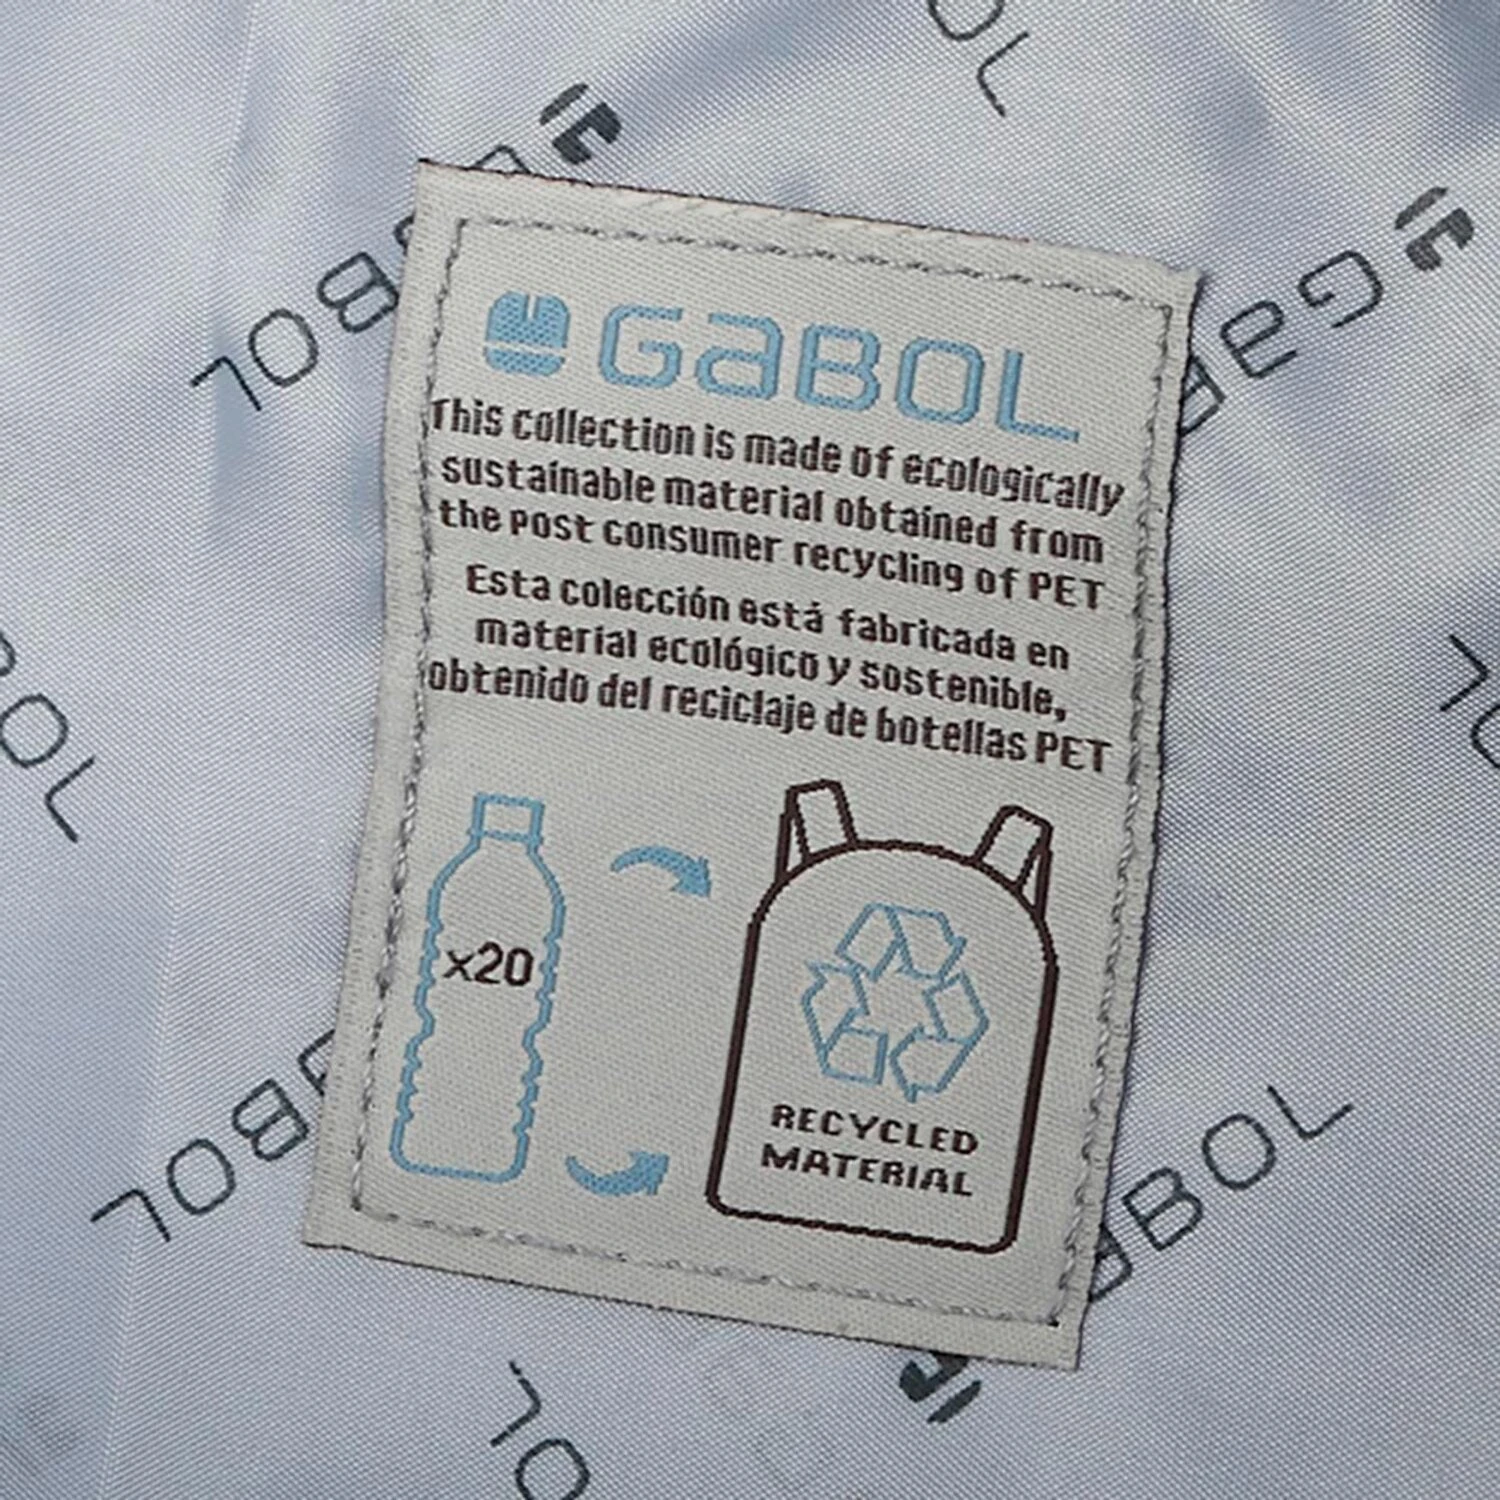 GaBOL
This collection is made of ecologically
sustainable material obtained from
the post consumer recycling of PET
Esta colección está fabricada en
material ecológico y sostenible,
obtenido del reciclaje de botellas PET
x20
RECYCLED
MATERIAL